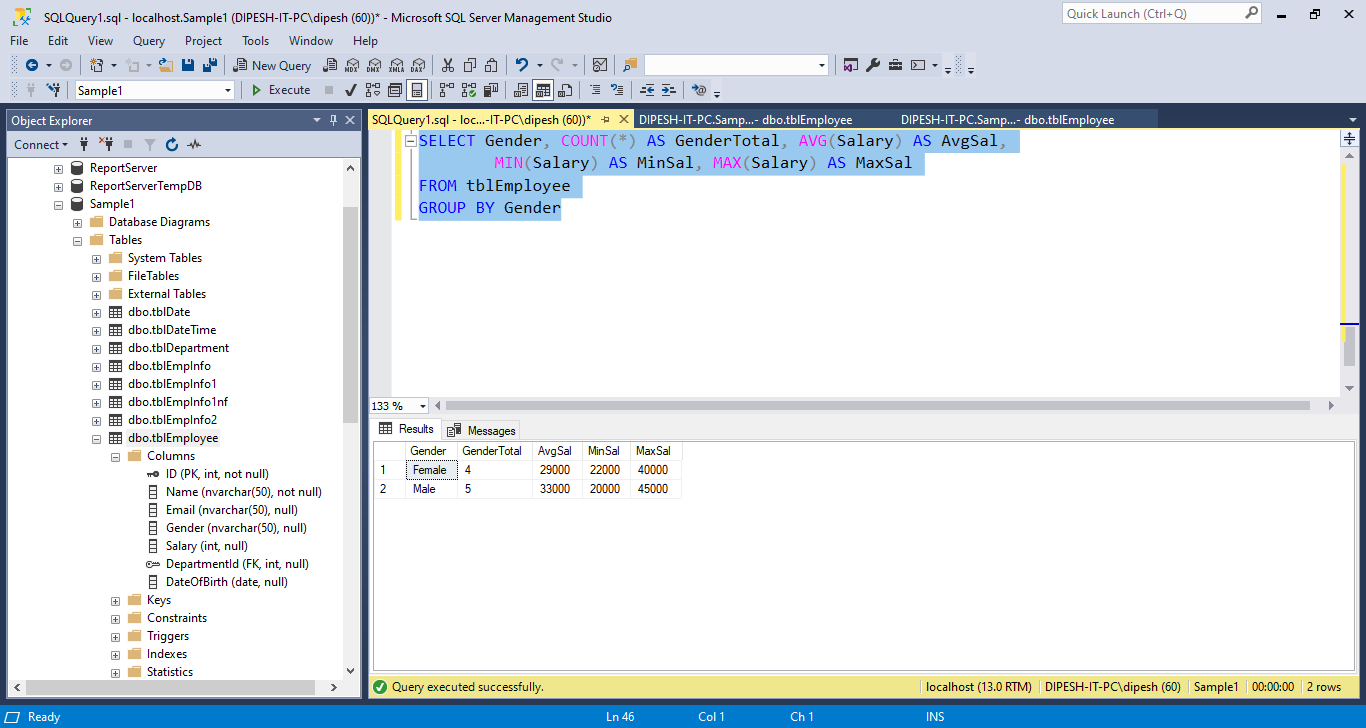 SQLQuery1.sql - localhost.Sample1 (DIPESH-IT-PC\dipesh (60))* - Microsoft SQL Server Management Studio
Quick Launch (Ctrl+Q)
File Edit View Query Project Tools Window Help
New Query MDX DMX XMLA DAX
Sample1 Execute
Object Explorer
Connect
ReportServer
ReportServerTempDB
Sample1
Database Diagrams
Tables
System Tables
FileTables
External Tables
dbo.tblDate
dbo.tblDateTime
dbo.tblDepartment
dbo.tblEmpInfo
dbo.tblEmpInfo1
dbo.tblEmpInfo1nf
dbo.tblEmpInfo2
dbo.tblEmployee
Columns
ID (PK, int, not null)
Name (nvarchar(50), not null)
Email (nvarchar(50), null)
Gender (nvarchar(50), null)
Salary (int, null)
DepartmentId (FK, int, null)
DateOfBirth (date, null)
Keys
Constraints
Triggers
Indexes
Statistics
SQLQuery1.sql - loc...-IT-PC\dipesh (60))* DIPESH-IT-PC.Samp...- dbo.tblEmployee DIPESH-IT-PC.Samp...- dbo.tblEmployee
SELECT Gender, COUNT(*) AS GenderTotal, AVG(Salary) AS AvgSal,
MIN(Salary) AS MinSal, MAX(Salary) AS MaxSal
FROM tblEmployee
GROUP BY Gender
133 %
Results Messages
Gender GenderTotal AvgSal MinSal MaxSal
1 Female 4 29000 22000 40000
2 Male 5 33000 20000 45000
Query executed successfully. localhost (13.0 RTM) DIPESH-IT-PC\dipesh (60) Sample1 00:00:00 2 rows
Ready Ln 46 Col 1 Ch 1 INS